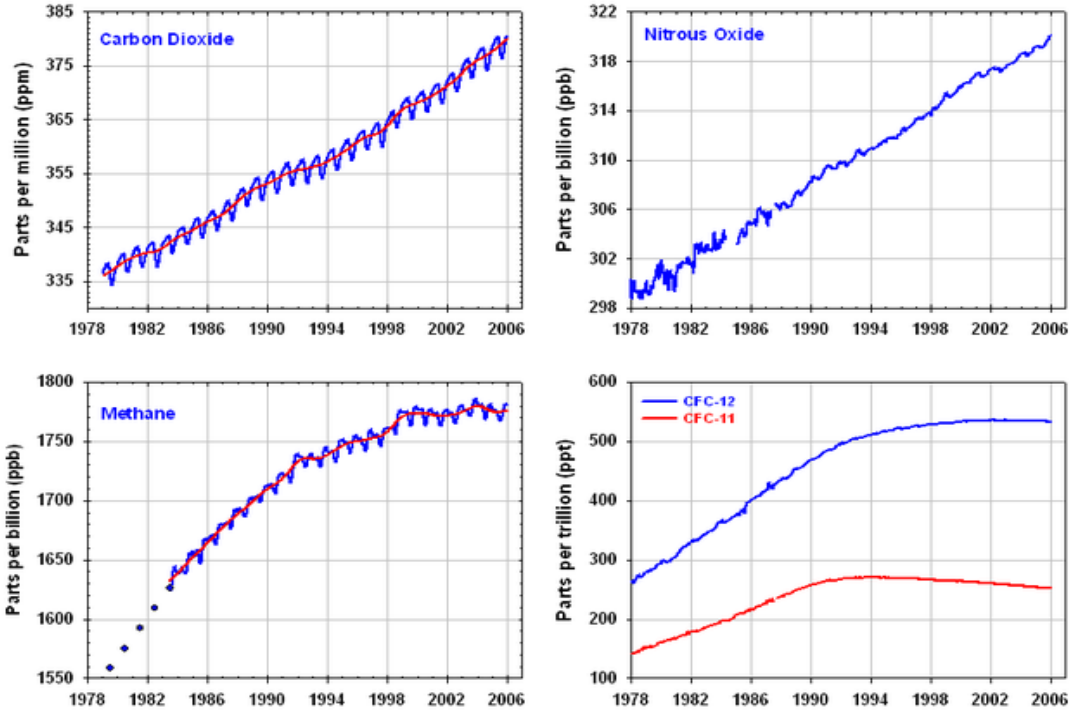 Carbon Dioxide
Parts per million (ppm)
385
375
365
355
345
335
1978 1982 1986 1990 1994 1998 2002 2006
Nitrous Oxide
Parts per billion (ppb)
322
318
314
310
306
302
298
1978 1982 1986 1990 1994 1998 2002 2006
Methane
Parts per billion (ppb)
1800
1750
1700
1650
1600
1550
1978 1982 1986 1990 1994 1998 2002 2006
CFC-12
CFC-11
Parts per trillion (ppt)
600
500
400
300
200
100
1978 1982 1986 1990 1994 1998 2002 2006